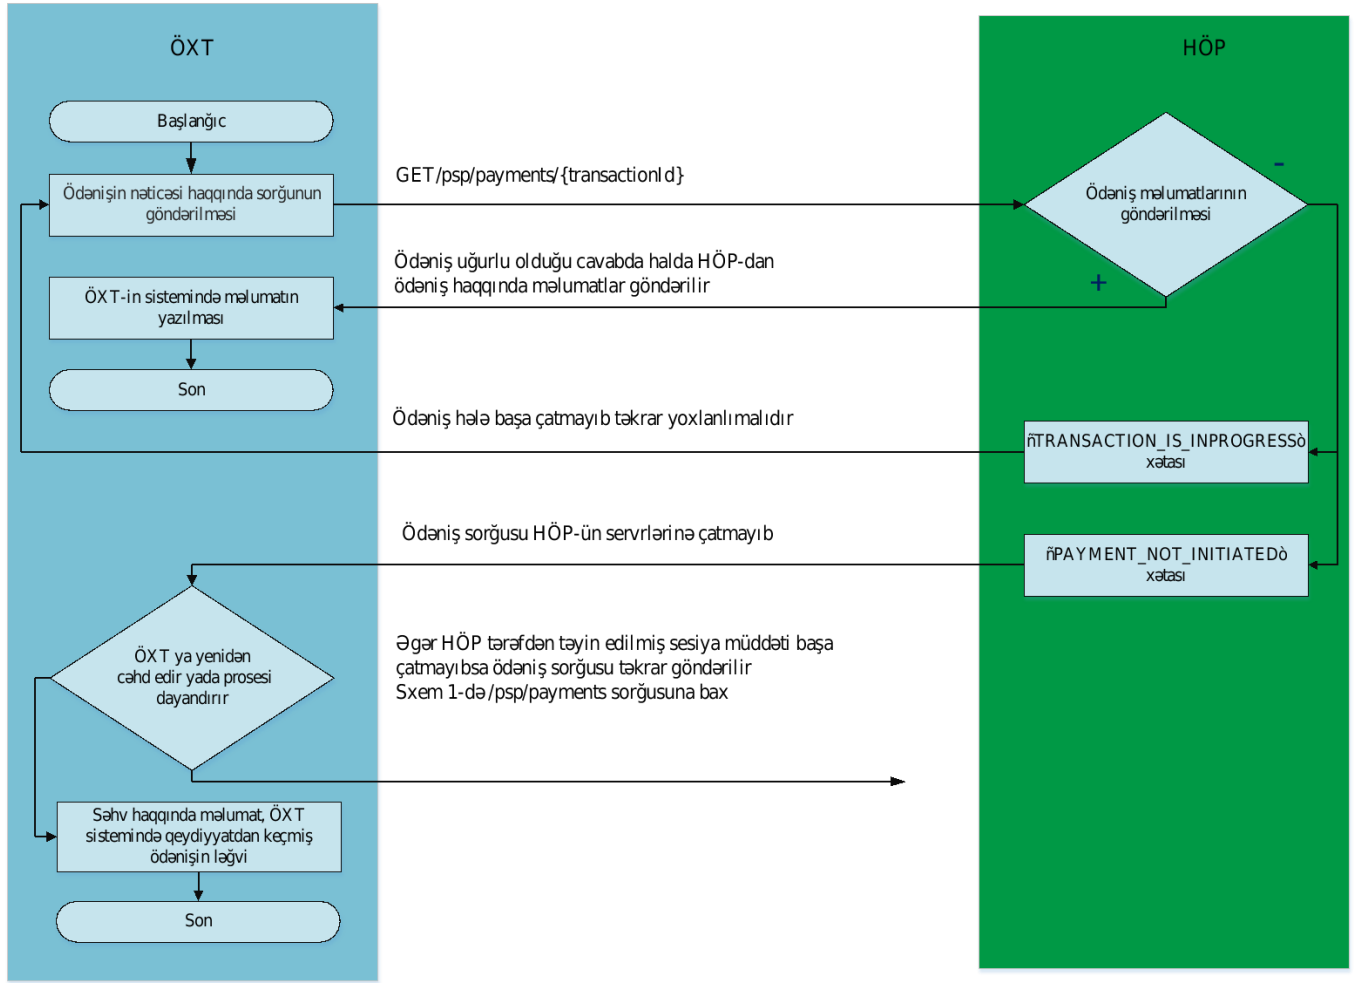 ÖXT
HÖP
Başlanğıc
Ödənişin nəticəsi haqqında sorğunun
göndərilməsi
GET/psp/payments/{transactionId}
-
Ödəniş məlumatlarının
göndərilməsi
+
Ödəniş uğurlu olduğu cavabda halda HÖP-dan
ödəniş haqqında məlumatlar göndərilir
ÖXT-in sistemində məlumatın
yazılması
Son
Ödəniş hələ başa çatmayıb təkrar yoxlanlımalıdır
ñTRANSACTION_IS_INPROGRESSò
xətası
Ödəniş sorğusu HÖP-ün servrlərinə çatmayıb
ñPAYMENT_NOT_INITIATEDò
xətası
ÖXT ya yenidən
cəhd edir yada prosesi
dayandırır
Əgər HÖP tərəfdən təyin edilmiş sesiya müddəti başa
çatmayıbsa ödəniş sorğusu təkrar göndərilir
Sxem 1-də /psp/payments sorğusuna bax
Səhv haqqında məlumat, ÖXT
sistemində qeydiyyatdan keçmiş
ödənişin ləğvi
Son